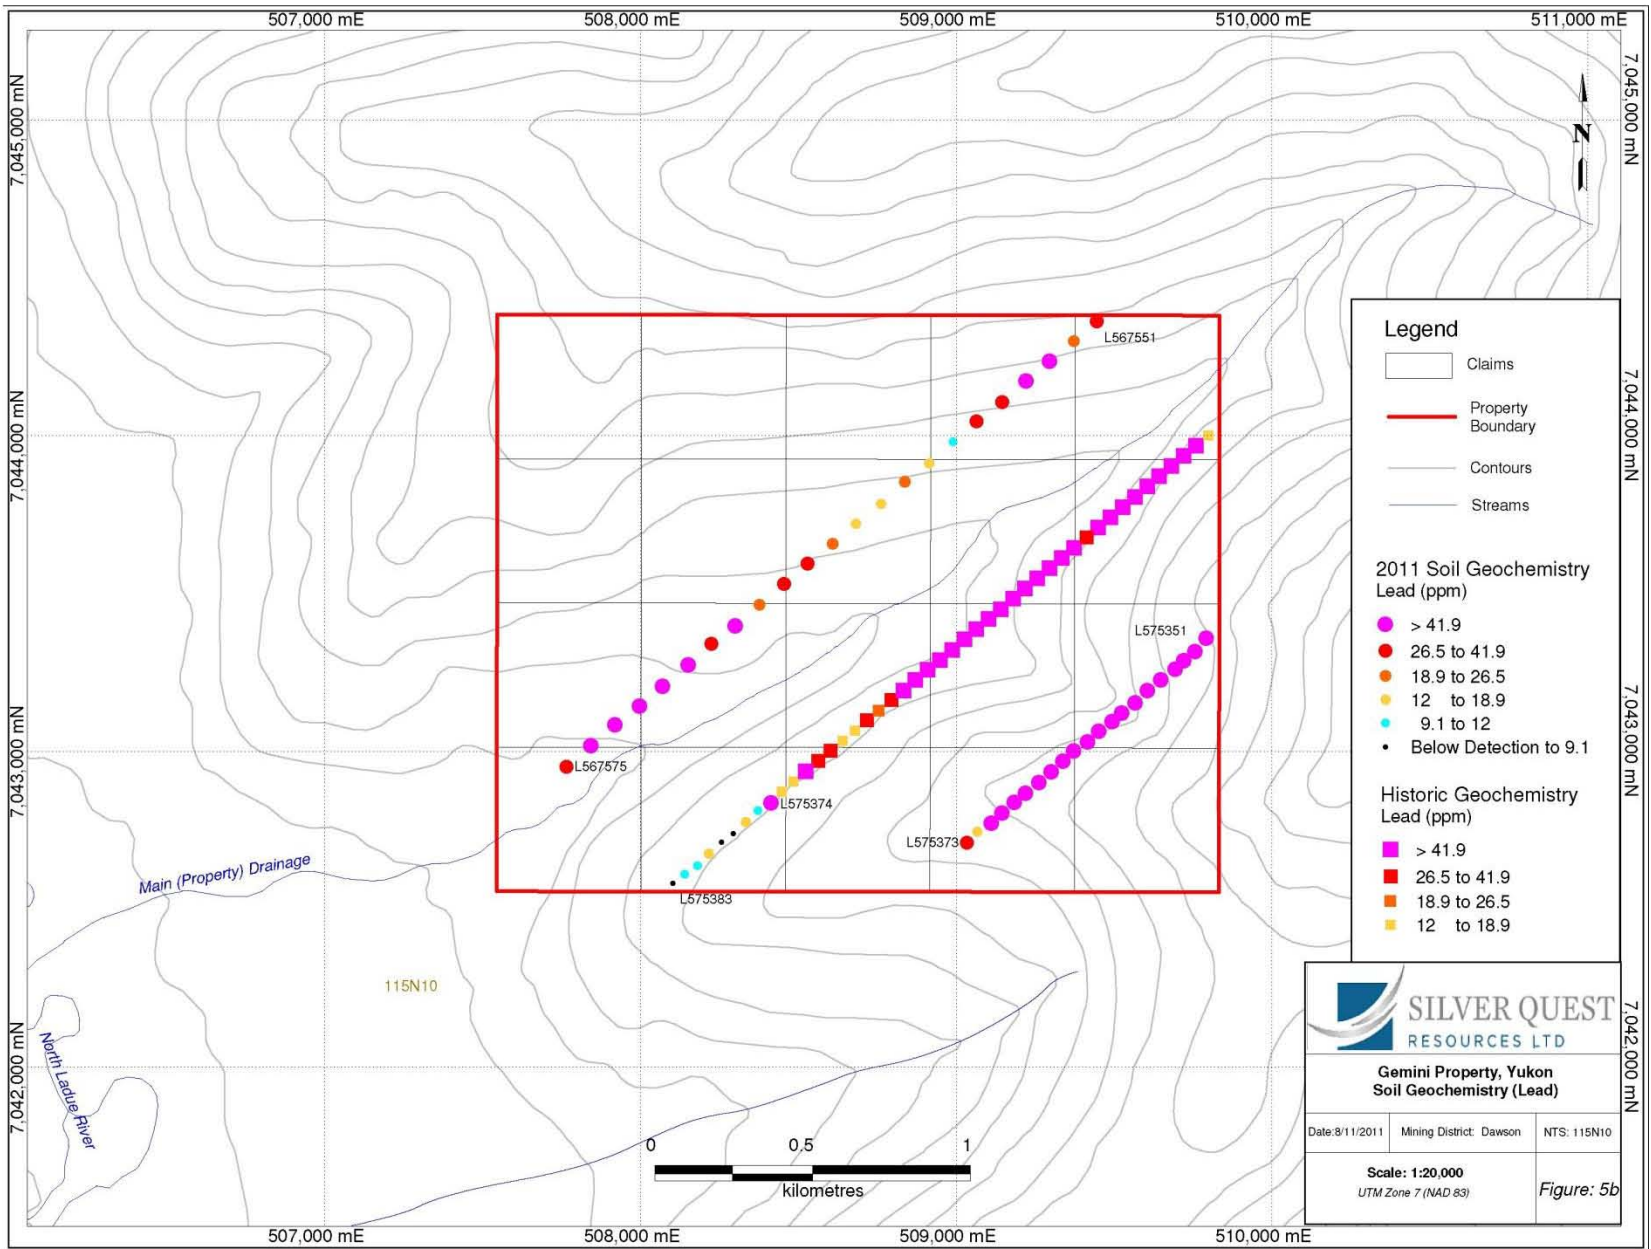 507,000 mE
508,000 mE
509,000 mE
510,000 mE
511,000 mE
7,045,000 mN
7,045,000 mN
N
L567551
Legend
Claims
Property
Boundary
Contours
Streams
7,044,000 mN
7,044,000 mN
2011 Soil Geochemistry
Lead (ppm)
> 41.9
26.5 to 41.9
18.9 to 26.5
12 to 18.9
9.1 to 12
Below Detection to 9.1
L575351
7,043,000 mN
7,043,000 mN
L567575
L575374
L575373
L575383
Historic Geochemistry
Lead (ppm)
> 41.9
26.5 to 41.9
18.9 to 26.5
12 to 18.9
Main (Property) Drainage
115N10
North Ladue River
7,042,000 mN
7,042,000 mN
SILVER QUEST
RESOURCES LTD
Gemini Property, Yukon
Soil Geochemistry (Lead)
Date:8/11/2011
Mining District: Dawson
NTS: 115N10
Scale: 1:20,000
UTM Zone 7 (NAD 83)
Figure: 5b
0 0.5 1
kilometres
507,000 mE
508,000 mE
509,000 mE
510,000 mE